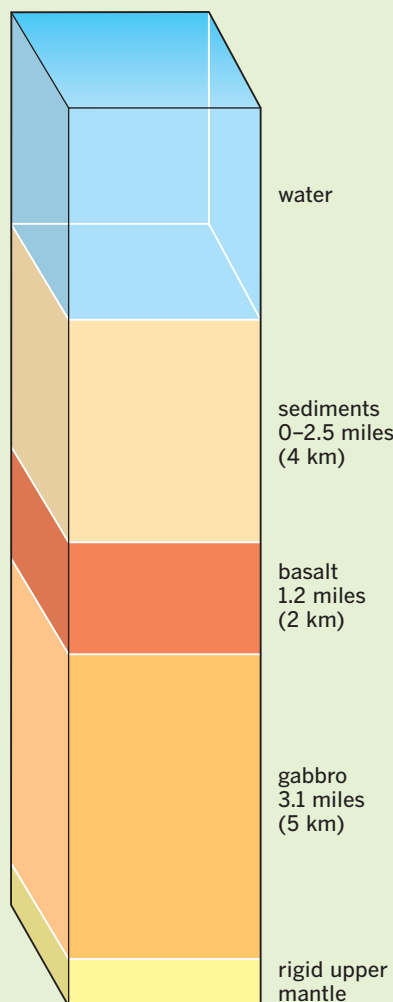 water
sediments
0–2.5 miles
(4 km)
basalt
1.2 miles
(2 km)
gabbro
3.1 miles
(5 km)
rigid upper
mantle